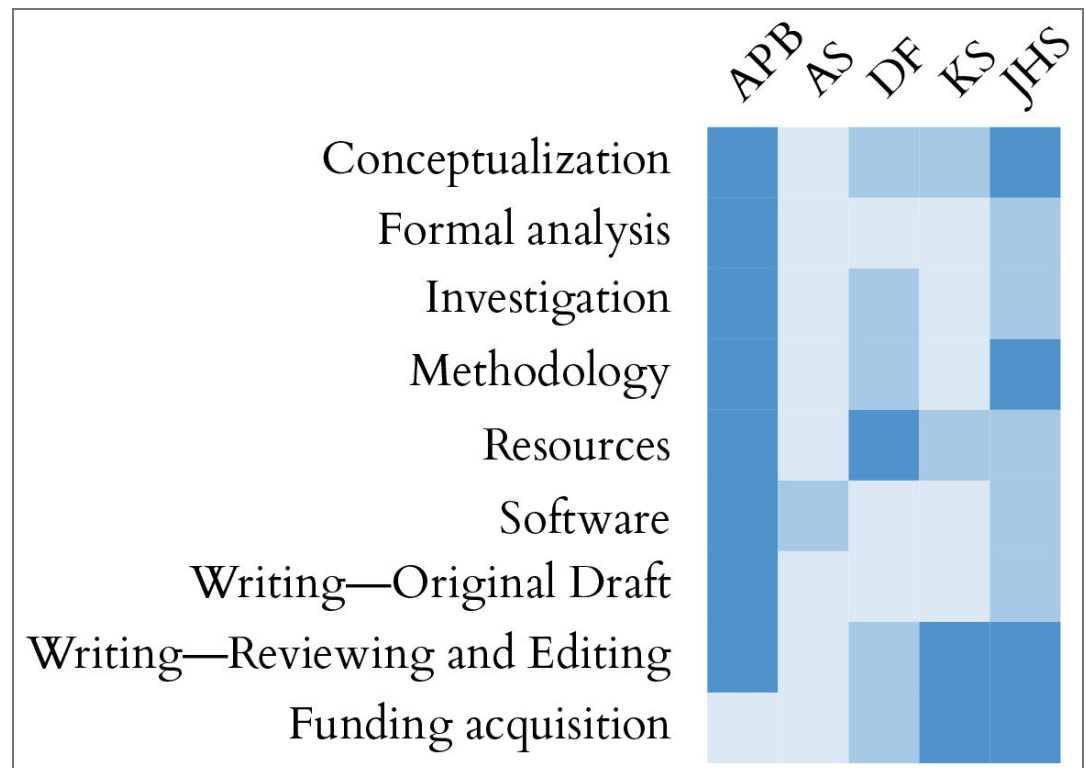 APB AS DF KS JHS
Conceptualization
Formal analysis
Investigation
Methodology
Resources
Software
Writing—Original Draft
Writing—Reviewing and Editing
Funding acquisition